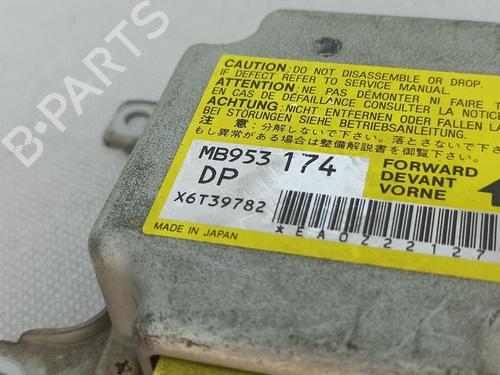 B-PARTS
CAUTION: DO NOT DISASSEMBLE OR DROP.
IF DEFECT REFER TO SERVICE MANUAL.
ATTENTION: NE PAS DÉMONTER NI FAIRE
EN CAS DE DÉFAILLANCE CONSULTER LA NOTICE
ACHTUNG: NICHT ENTFERNEN ODER FALLEN
BEI STÖRUNGEN SIEHE BETRIEBSANLEITUNG.
注 意:分解しないで下さい。落とさないで下さい
もし異常がある場合は整備解説書を御覧下さい。
MB953 174
DP
X6T39782
FORWARD
DEVANT
VORNE
*EA0222127
MADE IN JAPAN